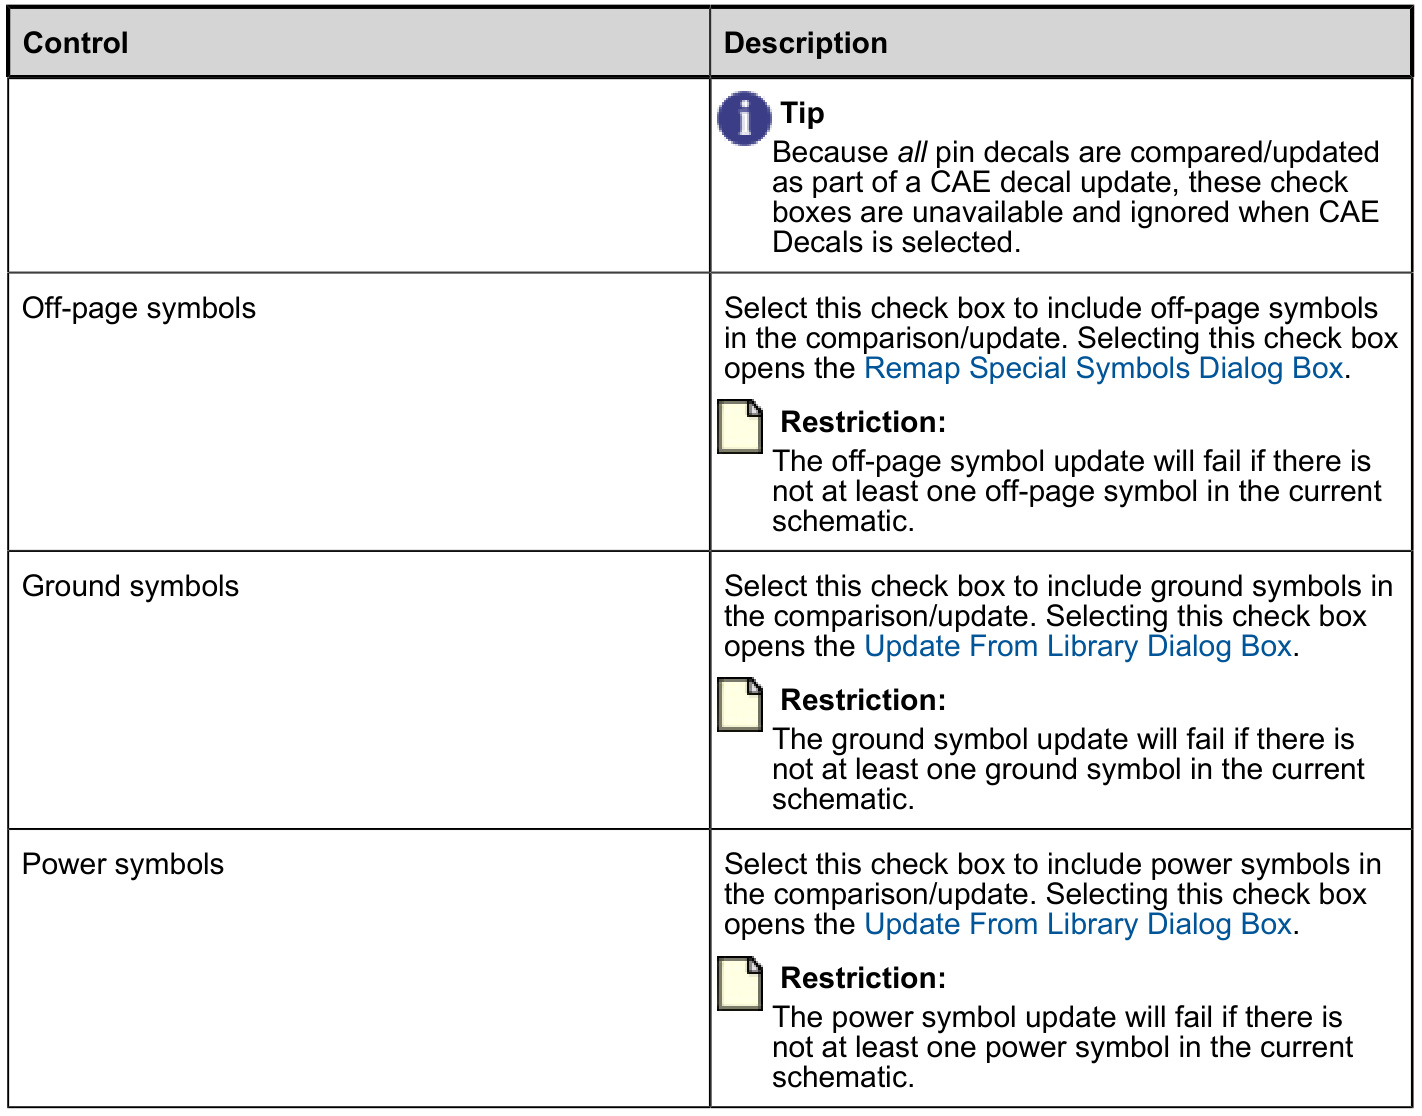 Control
Description
Tip
Because all pin decals are compared/updated
as part of a CAE decal update, these check
boxes are unavailable and ignored when CAE
Decals is selected.
Off-page symbols
Select this check box to include off-page symbols
in the comparison/update. Selecting this check box
opens the Remap Special Symbols Dialog Box.
Restriction:
The off-page symbol update will fail if there is
not at least one off-page symbol in the current
schematic.
Ground symbols
Select this check box to include ground symbols in
the comparison/update. Selecting this check box
opens the Update From Library Dialog Box.
Restriction:
The ground symbol update will fail if there is
not at least one ground symbol in the current
schematic.
Power symbols
Select this check box to include power symbols in
the comparison/update. Selecting this check box
opens the Update From Library Dialog Box.
Restriction:
The power symbol update will fail if there is
not at least one power symbol in the current
schematic.